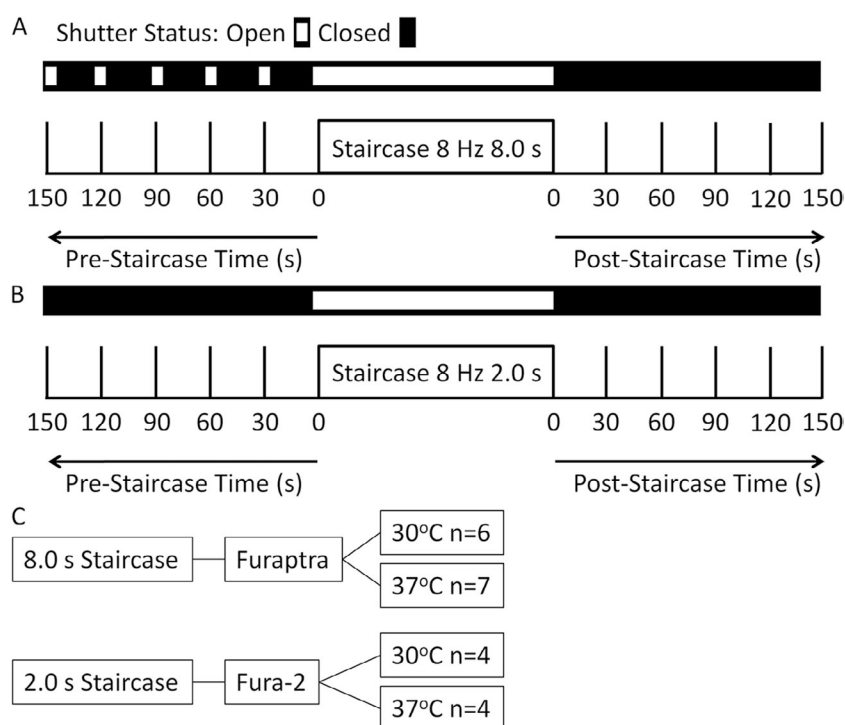 A
Shutter Status: Open Closed
Staircase 8 Hz 8.0 s
150 120 90 60 30 0 0 30 60 90 120 150
Pre-Staircase Time (s) Post-Staircase Time (s)
B
Staircase 8 Hz 2.0 s
150 120 90 60 30 0 0 30 60 90 120 150
Pre-Staircase Time (s) Post-Staircase Time (s)
C
30°C n=6
8.0 s Staircase Furaptra
37°C n=7
30°C n=4
2.0 s Staircase Fura-2
37°C n=4